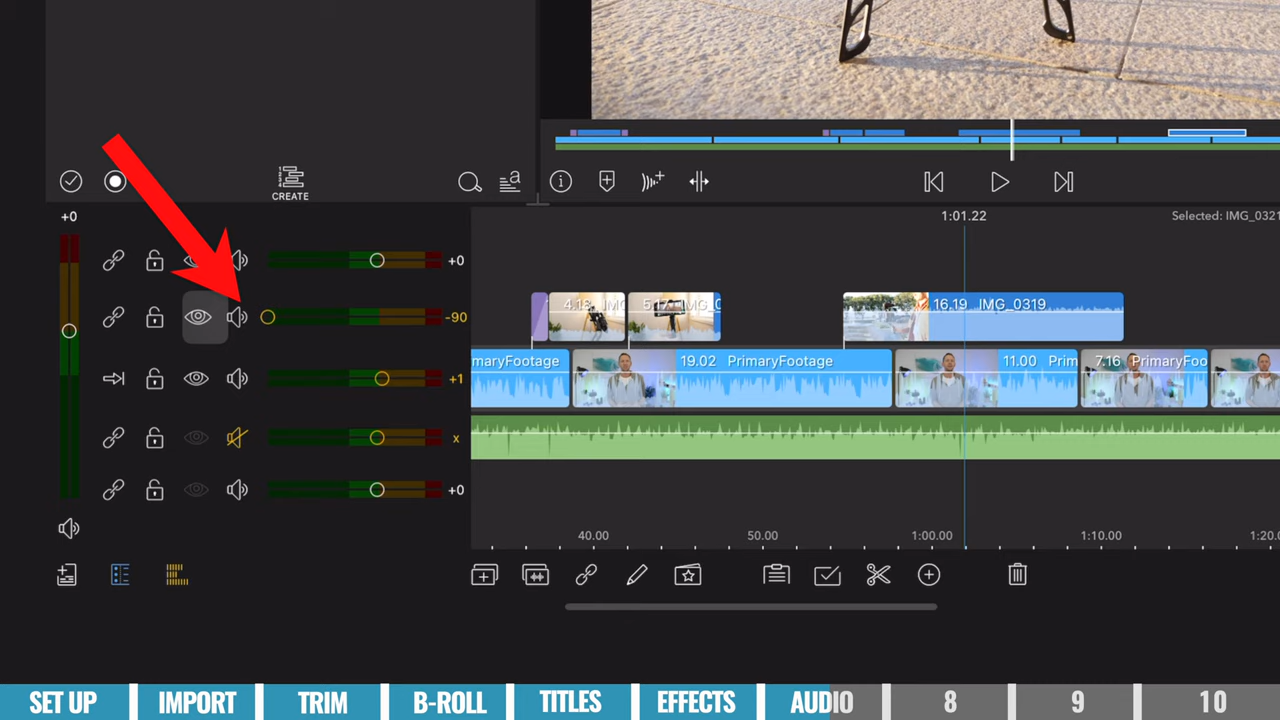 CREATE
+0
1:01.22
Selected: IMG_0321
+0
4.18 IMG
5.17 IMG_0
16.19 IMG_0319
-90
maryFootage
19.02 PrimaryFootage
11.00 Prim
7.16 PrimaryFoo
+1
x
+0
40.00
50.00
1:00.00
1:10.00
1:20.0
SET UP
IMPORT
TRIM
B-ROLL
TITLES
EFFECTS
AUDIO
8
9
10